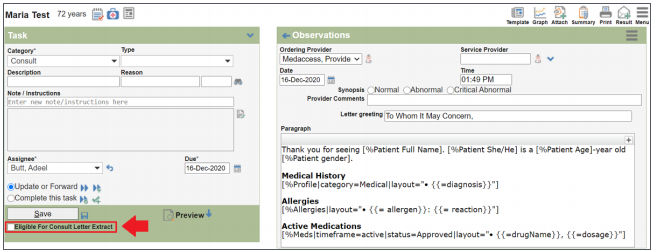 Maria Test 72 years
Template Graph Attach Summary Print Result Menu
Task
Category* Type
Consult
Description Reason
Note / Instructions
Enter new note/instructions here
Assignee* Due*
Butt, Adeel 16-Dec-2020
Update or Forward
Complete this task
Save Preview
Eligible For Consult Letter Extract
Observations
Ordering Provider Service Provider
Medaccess, Provide
Date Time
16-Dec-2020 01:49 PM
Synopsis Normal Abnormal Critical Abnormal
Provider Comments
Letter greeting To Whom It May Concern,
Paragraph
Thank you for seeing [%Patient Full Name]. [%Patient She/He] is a [%Patient Age]-year old
[%Patient gender].
Medical History
[%Profile|category=Medical|layout="• {{=diagnosis}}"]
Allergies
[%Allergies|layout="• {{= allergen}}: {{= reaction}}"]
Active Medications
[%Meds|timeframe=active|status=Approved|layout="• {{=drugName}}, {{=dosage}}"]